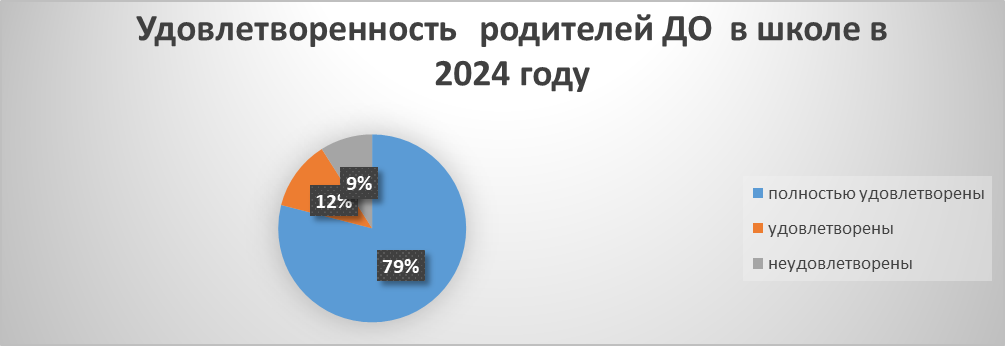 Удовлетворенность родителей ДО в школе в
2024 году
9%
12%
79%
полностью удовлетворены
удовлетворены
неудовлетворены